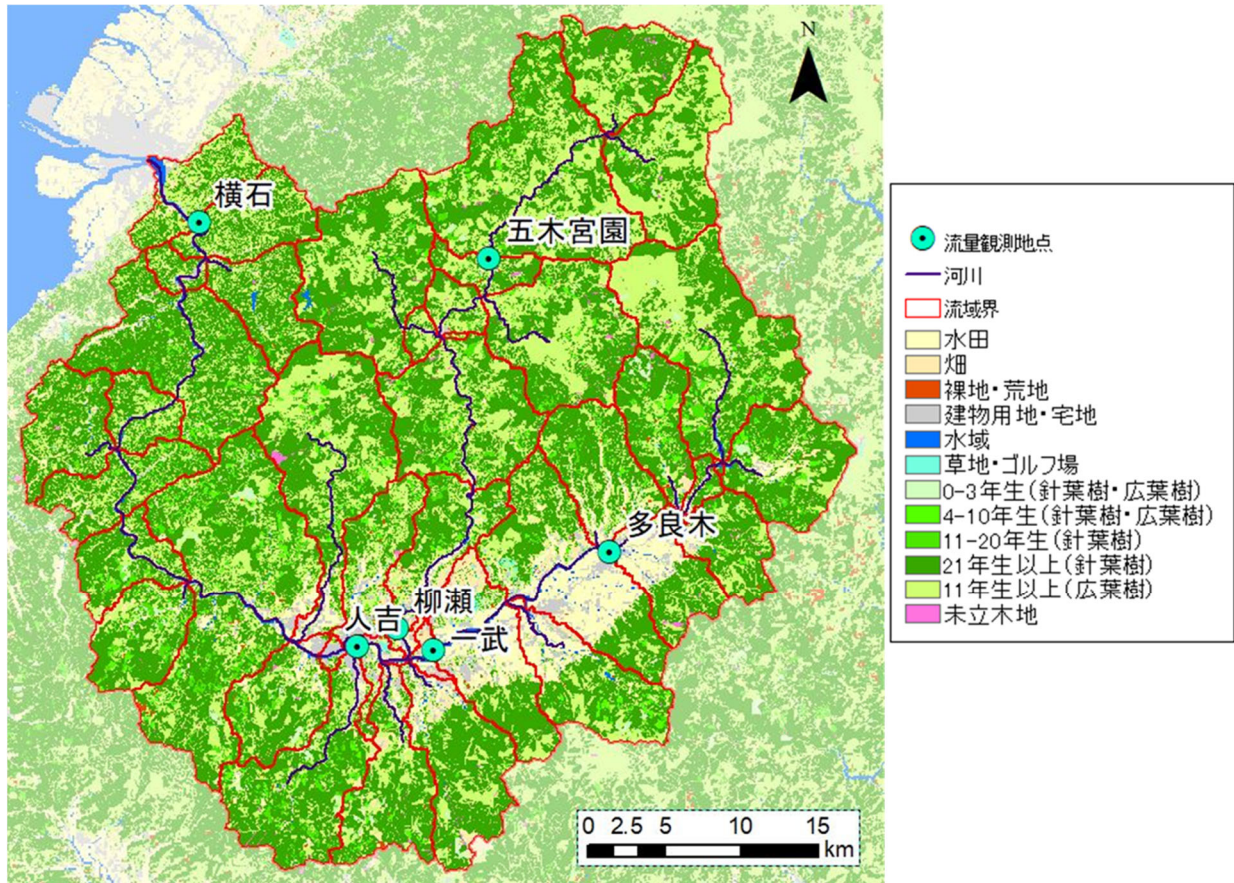 N
横石
五木宮園
多良木
柳瀬
人吉
一武
0 2.5 5 10 15
km
流量観測地点
河川
流域界
水田
畑
裸地・荒地
建物用地・宅地
水域
草地・ゴルフ場
0-3年生(針葉樹・広葉樹)
4-10年生(針葉樹・広葉樹)
11-20年生(針葉樹)
21年生以上(針葉樹)
11年生以上(広葉樹)
未立木地